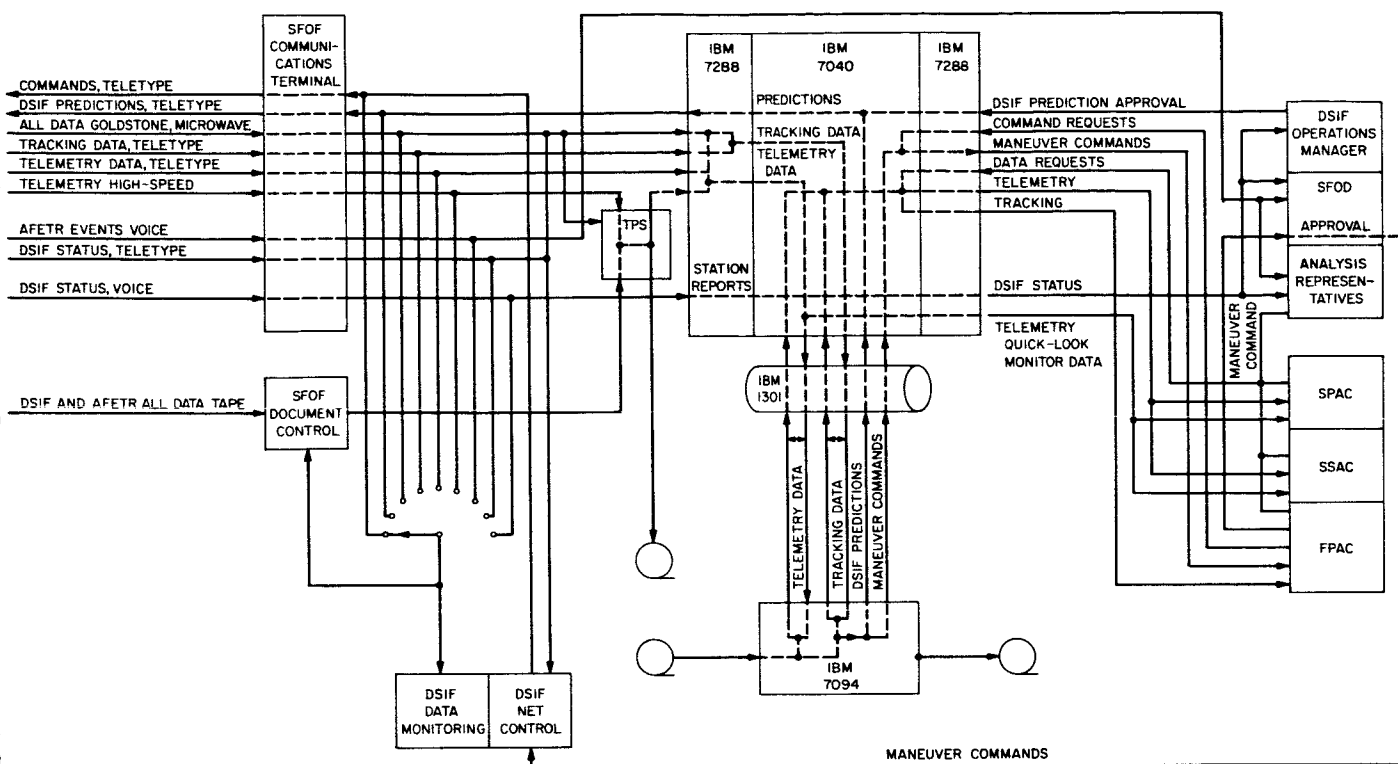 SFOF
COMMUNI-
CATIONS
TERMINAL
COMMANDS, TELETYPE
DSIF PREDICTIONS, TELETYPE
ALL DATA GOLDSTONE, MICROWAVE
TRACKING DATA, TELETYPE
TELEMETRY DATA, TELETYPE
TELEMETRY HIGH-SPEED
AFETR EVENTS VOICE
DSIF STATUS, TELETYPE
DSIF STATUS, VOICE
DSIF AND AFETR ALL DATA TAPE
SFOF
DOCUMENT
CONTROL
TPS
IBM
7288
IBM
7040
IBM
7288
PREDICTIONS
TRACKING DATA
TELEMETRY
DATA
STATION
REPORTS
DSIF PREDICTION APPROVAL
COMMAND REQUESTS
MANEUVER COMMANDS
DATA REQUESTS
TELEMETRY
TRACKING
DSIF STATUS
TELEMETRY
QUICK-LOOK
MONITOR DATA
MANEUVER
COMMAND
DSIF
OPERATIONS
MANAGER
SFOD
APPROVAL
ANALYSIS
REPRESEN-
TATIVES
SPAC
SSAC
FPAC
IBM
1301
TELEMETRY DATA
TRACKING DATA
DSIF PREDICTIONS
MANEUVER COMMANDS
IBM
7094
DSIF
DATA
MONITORING
DSIF
NET
CONTROL
MANEUVER COMMANDS